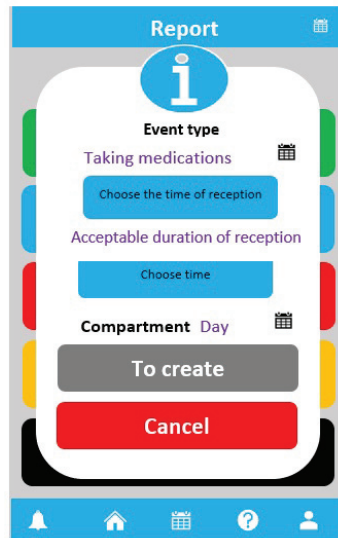 Report
i
Event type
Taking medications
Choose the time of reception
Acceptable duration of reception
Choose time
Compartment Day
To create
Cancel
?